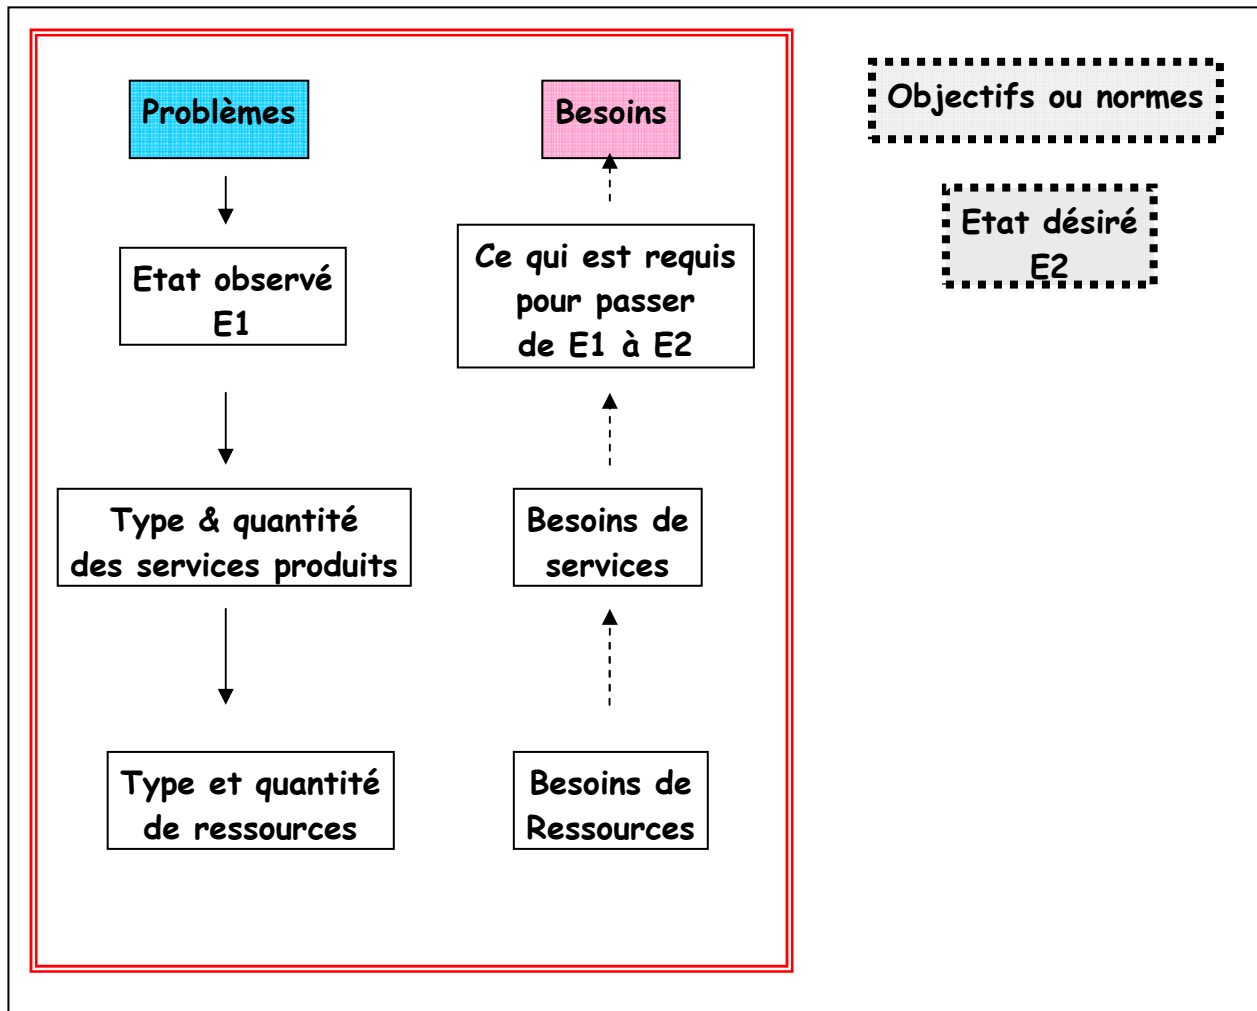 Problèmes
Etat observé
E1
Type & quantité
des services produits
Type et quantité
de ressources
Besoins
Ce qui est requis
pour passer
de E1 à E2
Besoins de
services
Besoins de
Ressources
Objectifs ou normes
Etat désiré
E2